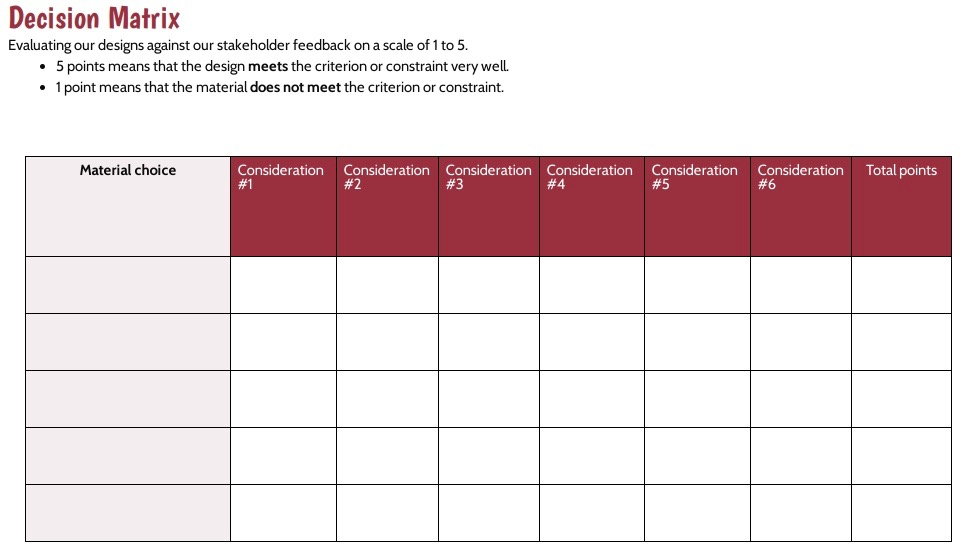 Decision Matrix
Evaluating our designs against our stakeholder feedback on a scale of 1 to 5.
• 5 points means that the design meets the criterion or constraint very well.
• 1 point means that the material does not meet the criterion or constraint.
Material choice
Consideration
#1
Consideration
#2
Consideration
#3
Consideration
#4
Consideration
#5
Consideration
#6
Total points